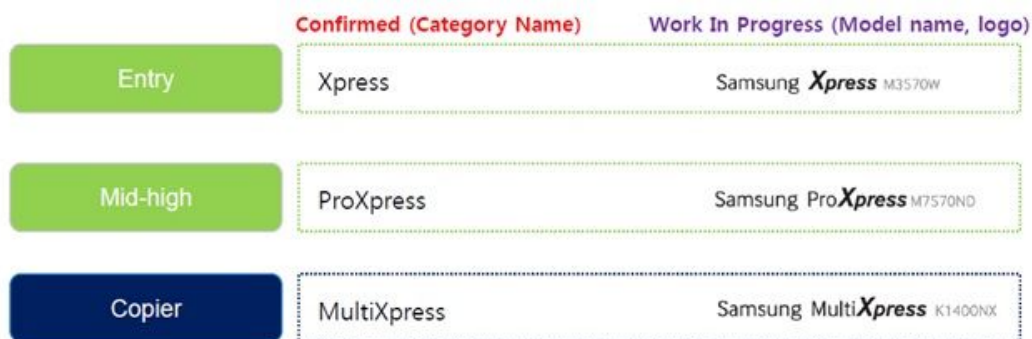 Confirmed (Category Name) Work In Progress (Model name, logo)
Entry Xpress Samsung Xpress M3570W
Mid-high ProXpress Samsung ProXpress M7570ND
Copier MultiXpress Samsung MultiXpress K1400NX